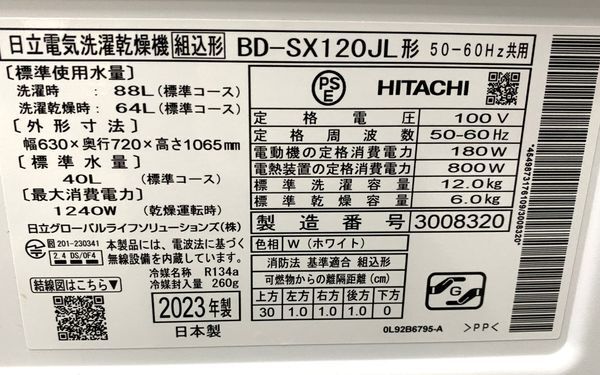 日立電気洗濯乾燥機 組込形 BD-SX120JL形 50-60Hz共用
[標準使用水量]
洗濯時 : 88L(標準コース)
洗濯乾燥時 : 64L(標準コース)
[外形寸法]
幅630×奥行720×高さ1065mm
[標準水量]
40L (標準コース)
[最大消費電力]
1240W (乾燥運転時)
日立グローバルライフソリューションズ(株)
R 201-230341
2.4 DS/OF4
本製品には、電波法に基づく
無線設備を内蔵しています。
結線図はこちら▼
冷媒名称 R134a
冷媒封入量 260g
2023年製
日本製
PSE
HITACHI
定格電圧 100V
定格周波数 50-60Hz
電動機の定格消費電力 180W
電熱装置の定格消費電力 800W
標準洗濯容量 12.0kg
標準乾燥容量 6.0kg
製造番号 3008320
色相 W (ホワイト)
消防法 基準適合 組込形
可燃物からの離隔距離(cm)
上方 左方 右方 後方 前方 下方
30 1.0 1.0 1.0 0 0
G
0L92B6795-A >PP<
*4549873176109/3008320*